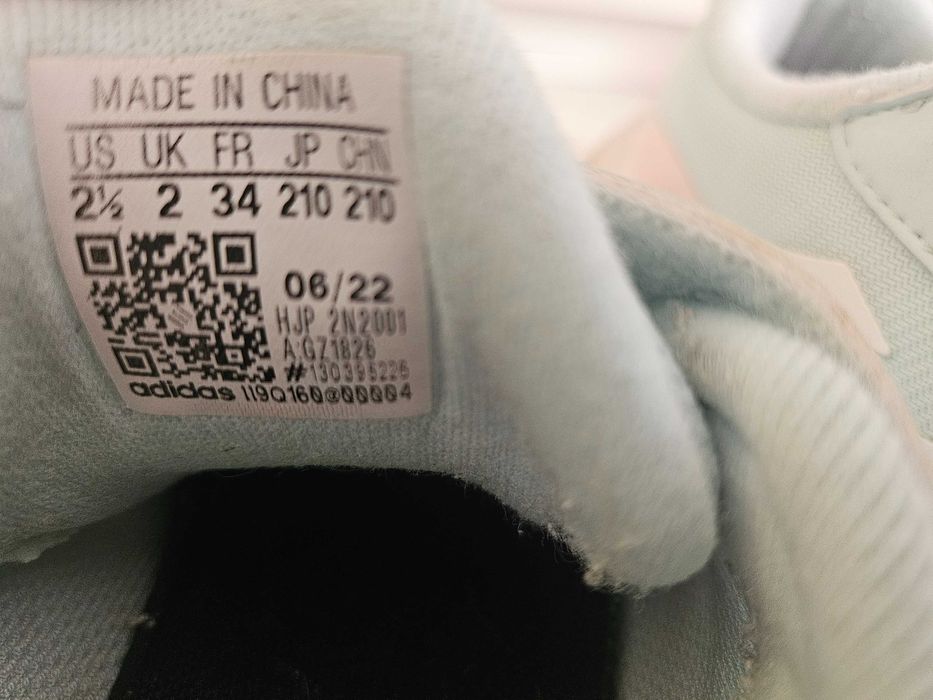 MADE IN CHINA
US UK FR JP CHN
2½ 2 34 210 210
06/22
HJP 2N2001
A:GZ1826
#130395226
adidas